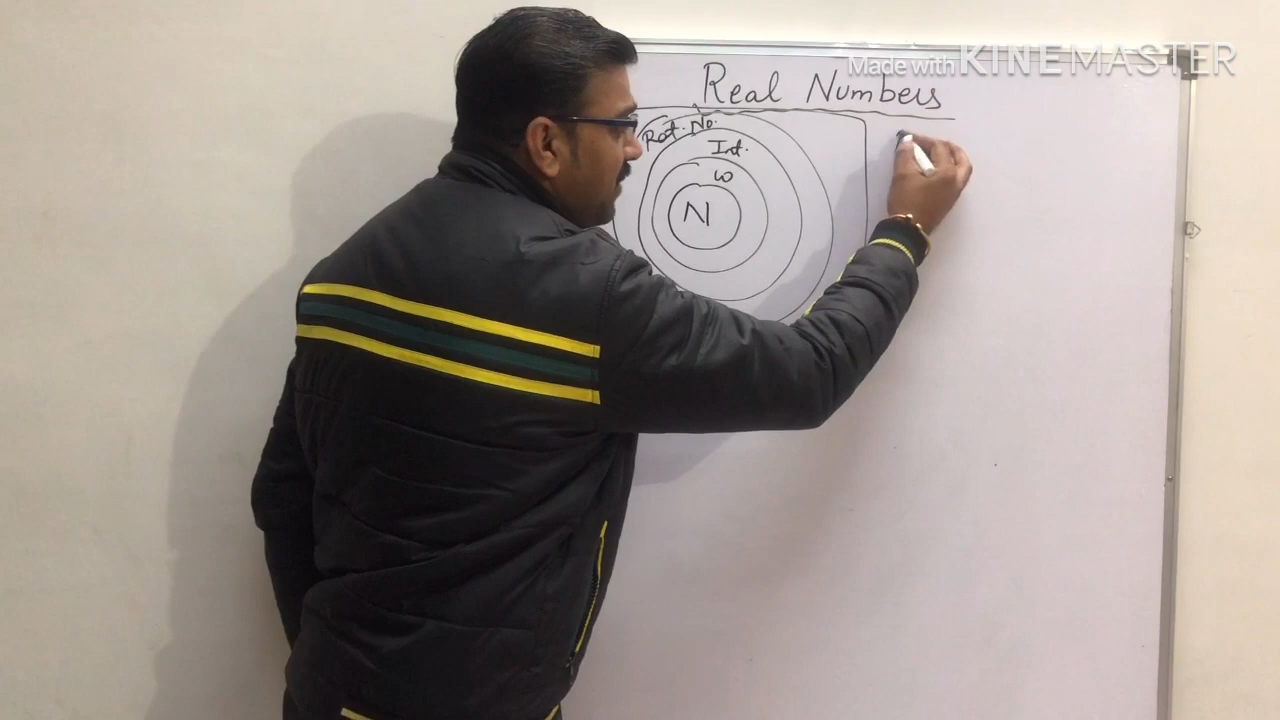 Made with KINEMASTER
Real Numbers
Rat. No.
Int.
W
N